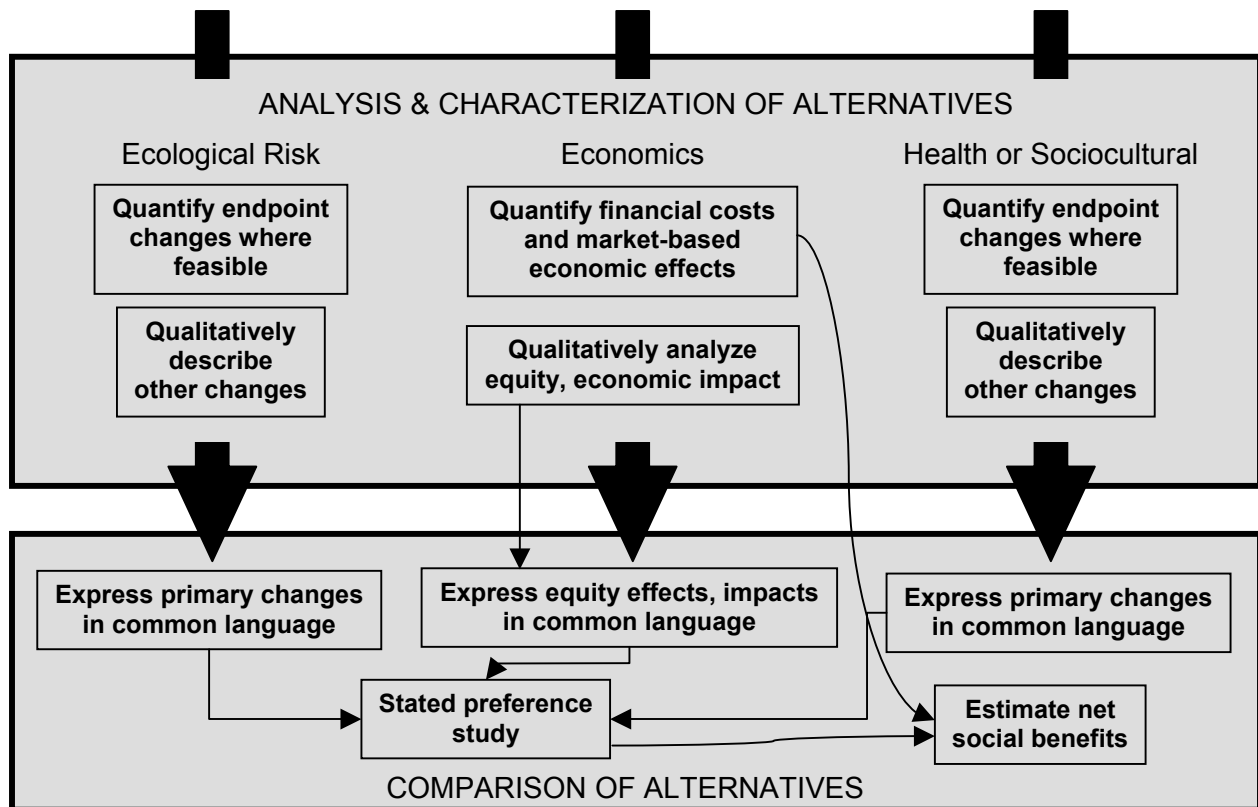 ANALYSIS & CHARACTERIZATION OF ALTERNATIVES
Ecological Risk
Quantify endpoint
changes where
feasible
Qualitatively
describe
other changes
Economics
Quantify financial costs
and market-based
economic effects
Qualitatively analyze
equity, economic impact
Health or Sociocultural
Quantify endpoint
changes where
feasible
Qualitatively
describe
other changes
Express primary changes
in common language
Express equity effects, impacts
in common language
Express primary changes
in common language
Stated preference
study
Estimate net
social benefits
COMPARISON OF ALTERNATIVES